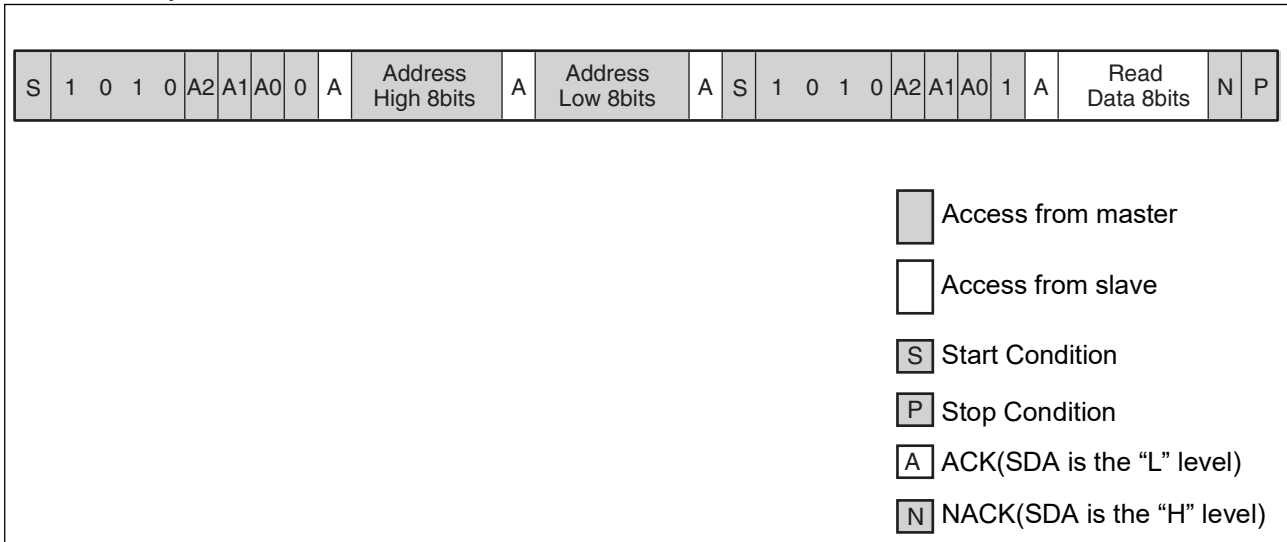 S 1 0 1 0 A2 A1 A0 0 A Address High 8bits A Address Low 8bits A S 1 0 1 0 A2 A1 A0 1 A Read Data 8bits N P
Access from master
Access from slave
S Start Condition
P Stop Condition
A ACK(SDA is the “L” level)
N NACK(SDA is the “H” level)